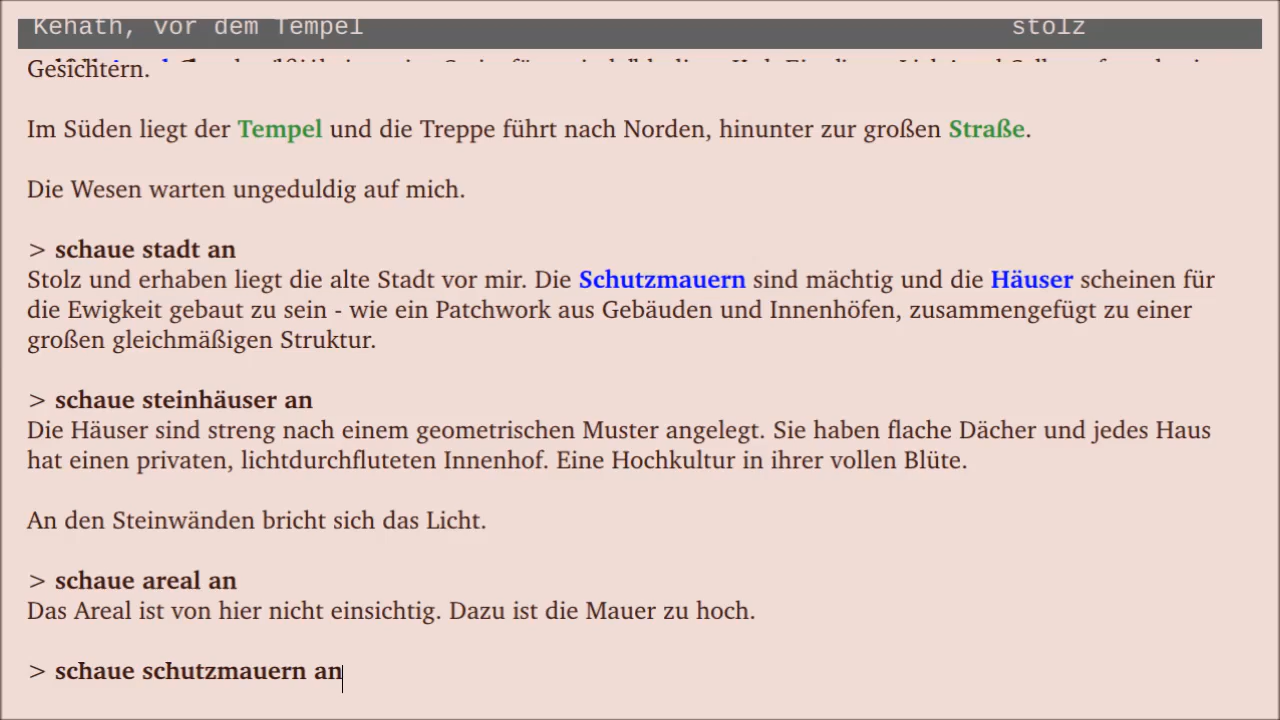 Kehath, vor dem Tempel stolz
Gesichtern.
Im Süden liegt der Tempel und die Treppe führt nach Norden, hinunter zur großen Straße.
Die Wesen warten ungeduldig auf mich.
> schaue stadt an
Stolz und erhaben liegt die alte Stadt vor mir. Die Schutzmauern sind mächtig und die Häuser scheinen für
die Ewigkeit gebaut zu sein - wie ein Patchwork aus Gebäuden und Innenhöfen, zusammengefügt zu einer
großen gleichmäßigen Struktur.
> schaue steinhäuser an
Die Häuser sind streng nach einem geometrischen Muster angelegt. Sie haben flache Dächer und jedes Haus
hat einen privaten, lichtdurchfluteten Innenhof. Eine Hochkultur in ihrer vollen Blüte.
An den Steinwänden bricht sich das Licht.
> schaue areal an
Das Areal ist von hier nicht einsichtig. Dazu ist die Mauer zu hoch.
> schaue schutzmauern an